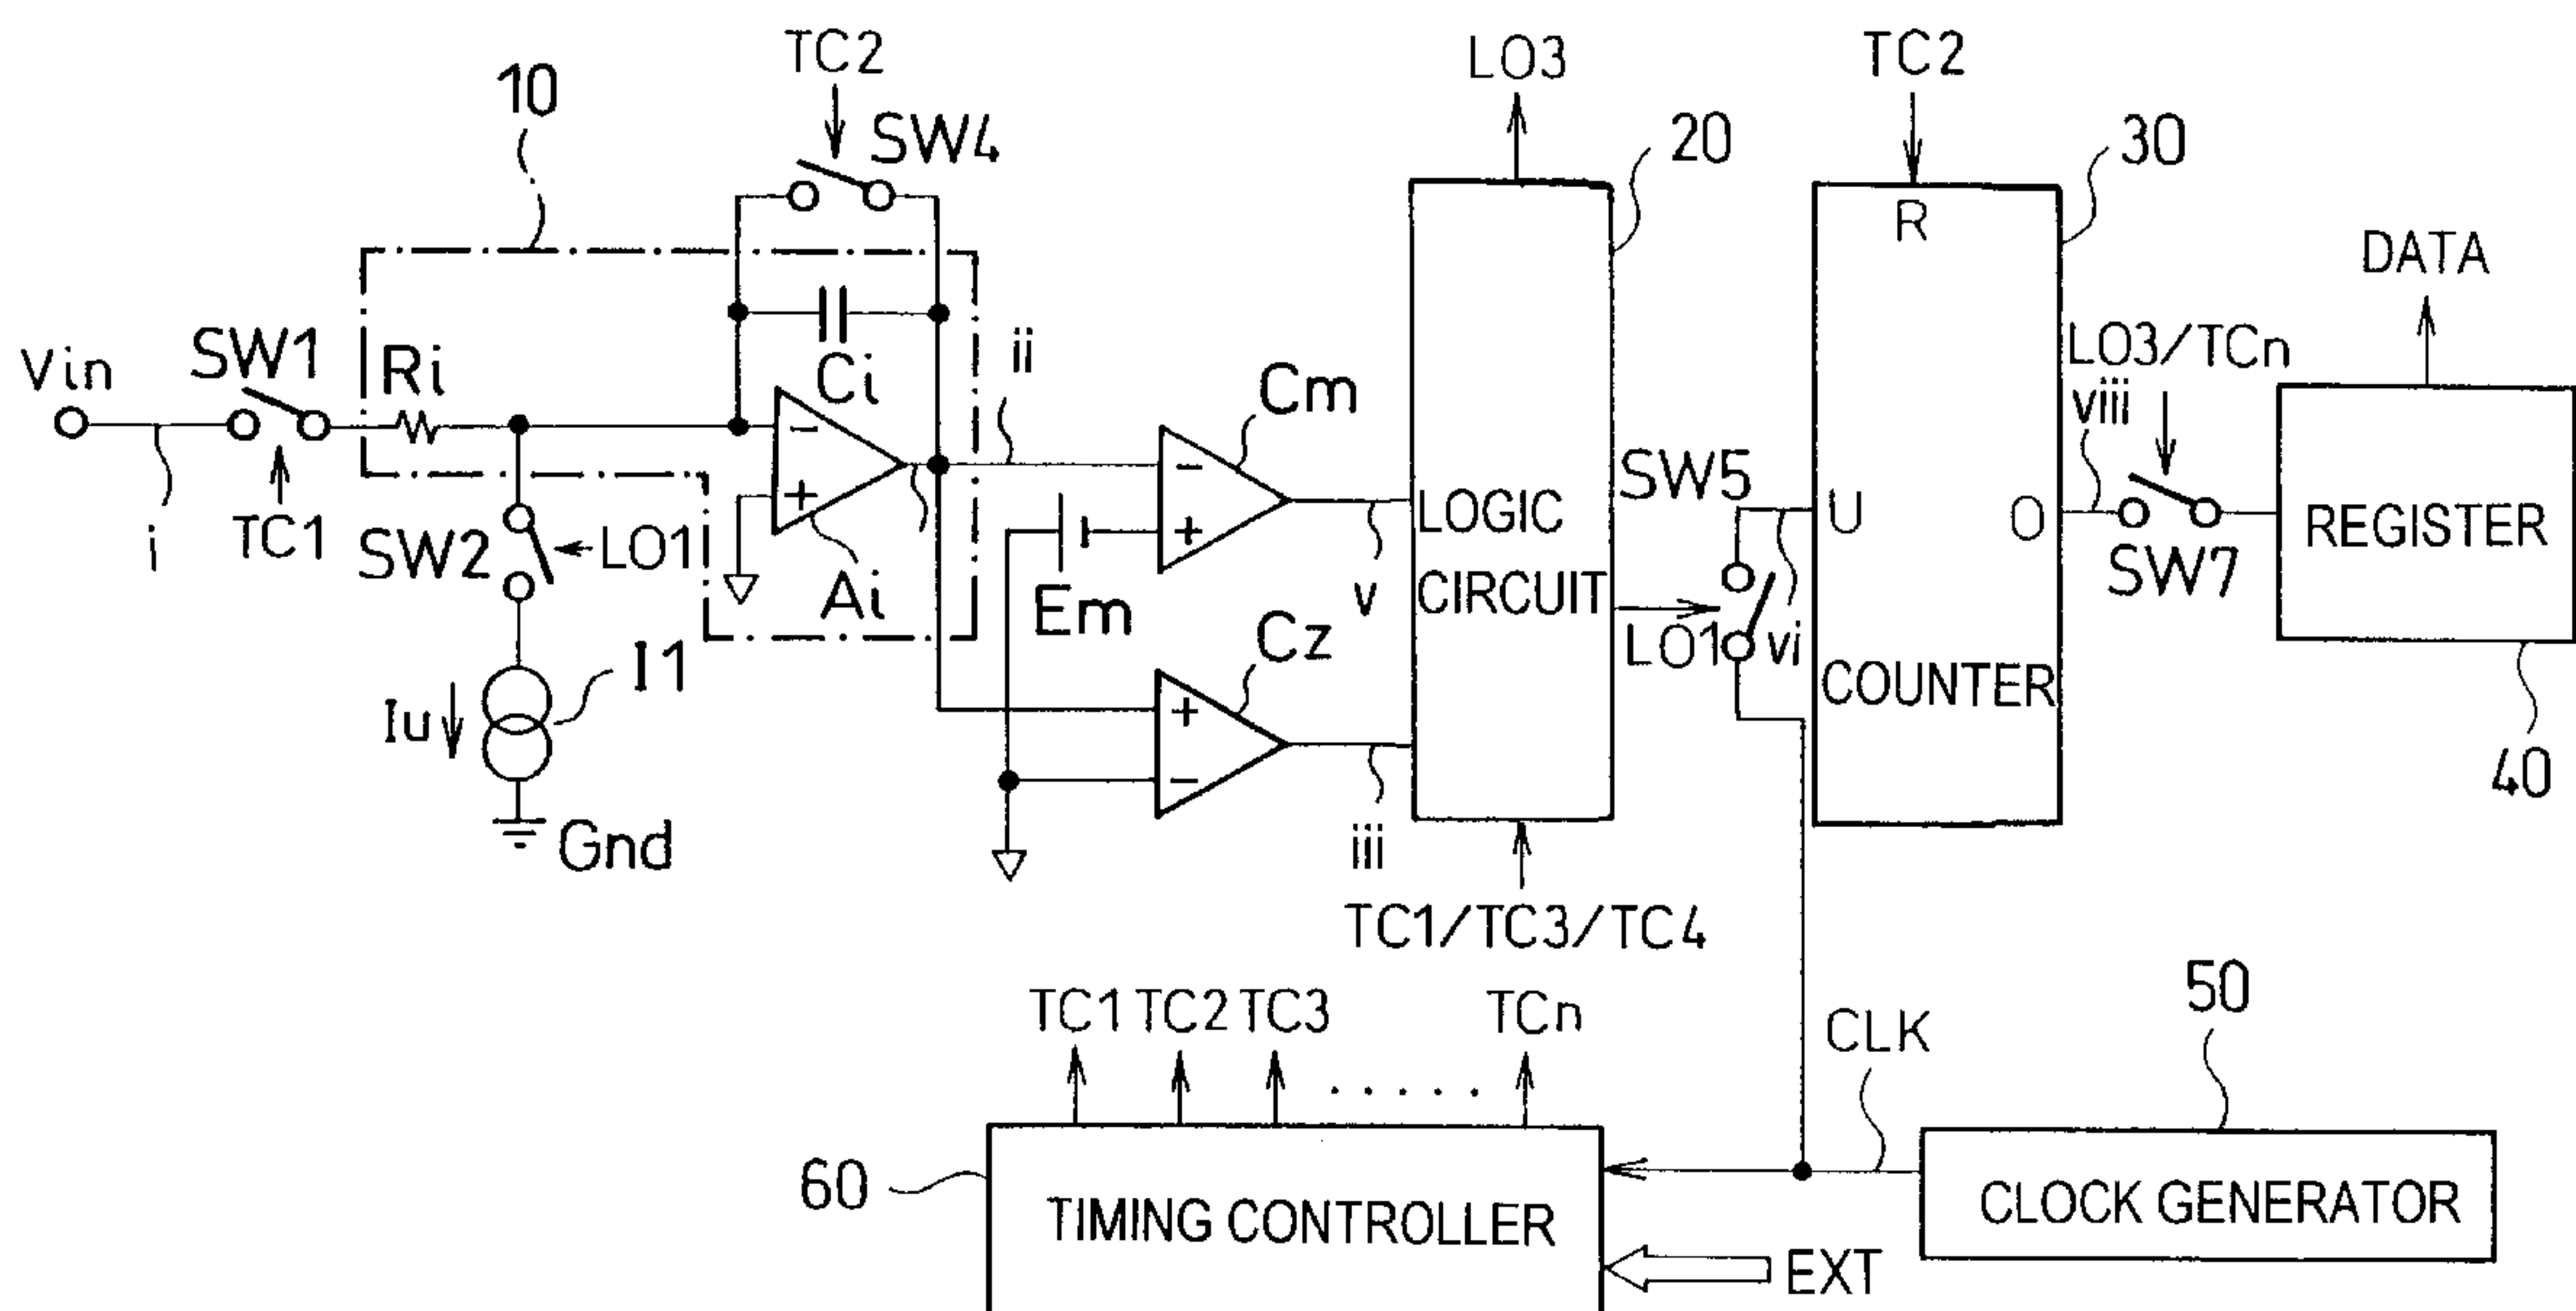 TC2
LO3
TC2
10
SW4
20
30
R
DATA
Vin
SW1
Ri
Ci
ii
Cm
LO3/TCn
viii
i
TC1
SW2
LO1
Ai
Em
v
LOGIC
CIRCUIT
SW5
U
O
SW7
REGISTER
LO1
vi
COUNTER
Iu
I1
Cz
40
Gnd
iii
TC1/TC3/TC4
TC1
TC2
TC3
.....
TCn
CLK
50
60
TIMING CONTROLLER
CLOCK GENERATOR
EXT